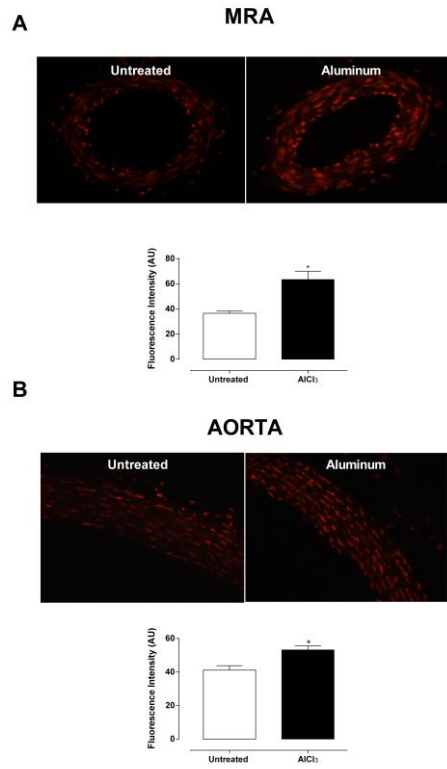 A
MRA
Untreated Aluminum
Fluorescence Intensity (AU)
80
60
40
20
0
*
Untreated AlCl₃
B
AORTA
Untreated Aluminum
Fluorescence Intensity (AU)
60
40
20
0
*
Untreated AlCl₃